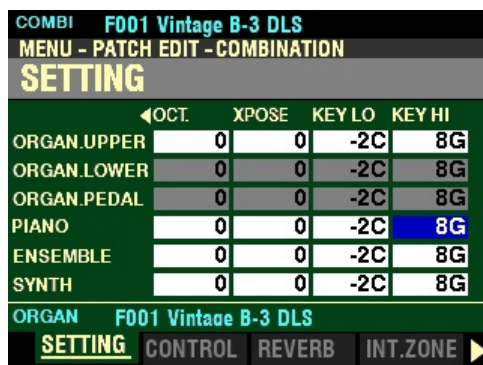 COMBI F001 Vintage B-3 DLS
MENU - PATCH EDIT - COMBINATION
SETTING
OCT. XPOSE KEY LO KEY HI
ORGAN.UPPER 0 0 -2C 8G
ORGAN.LOWER 0 0 -2C 8G
ORGAN.PEDAL 0 0 -2C 8G
PIANO 0 0 -2C 8G
ENSEMBLE 0 0 -2C 8G
SYNTH 0 0 -2C 8G
ORGAN F001 Vintage B-3 DLS
SETTING CONTROL REVERB INT.ZONE